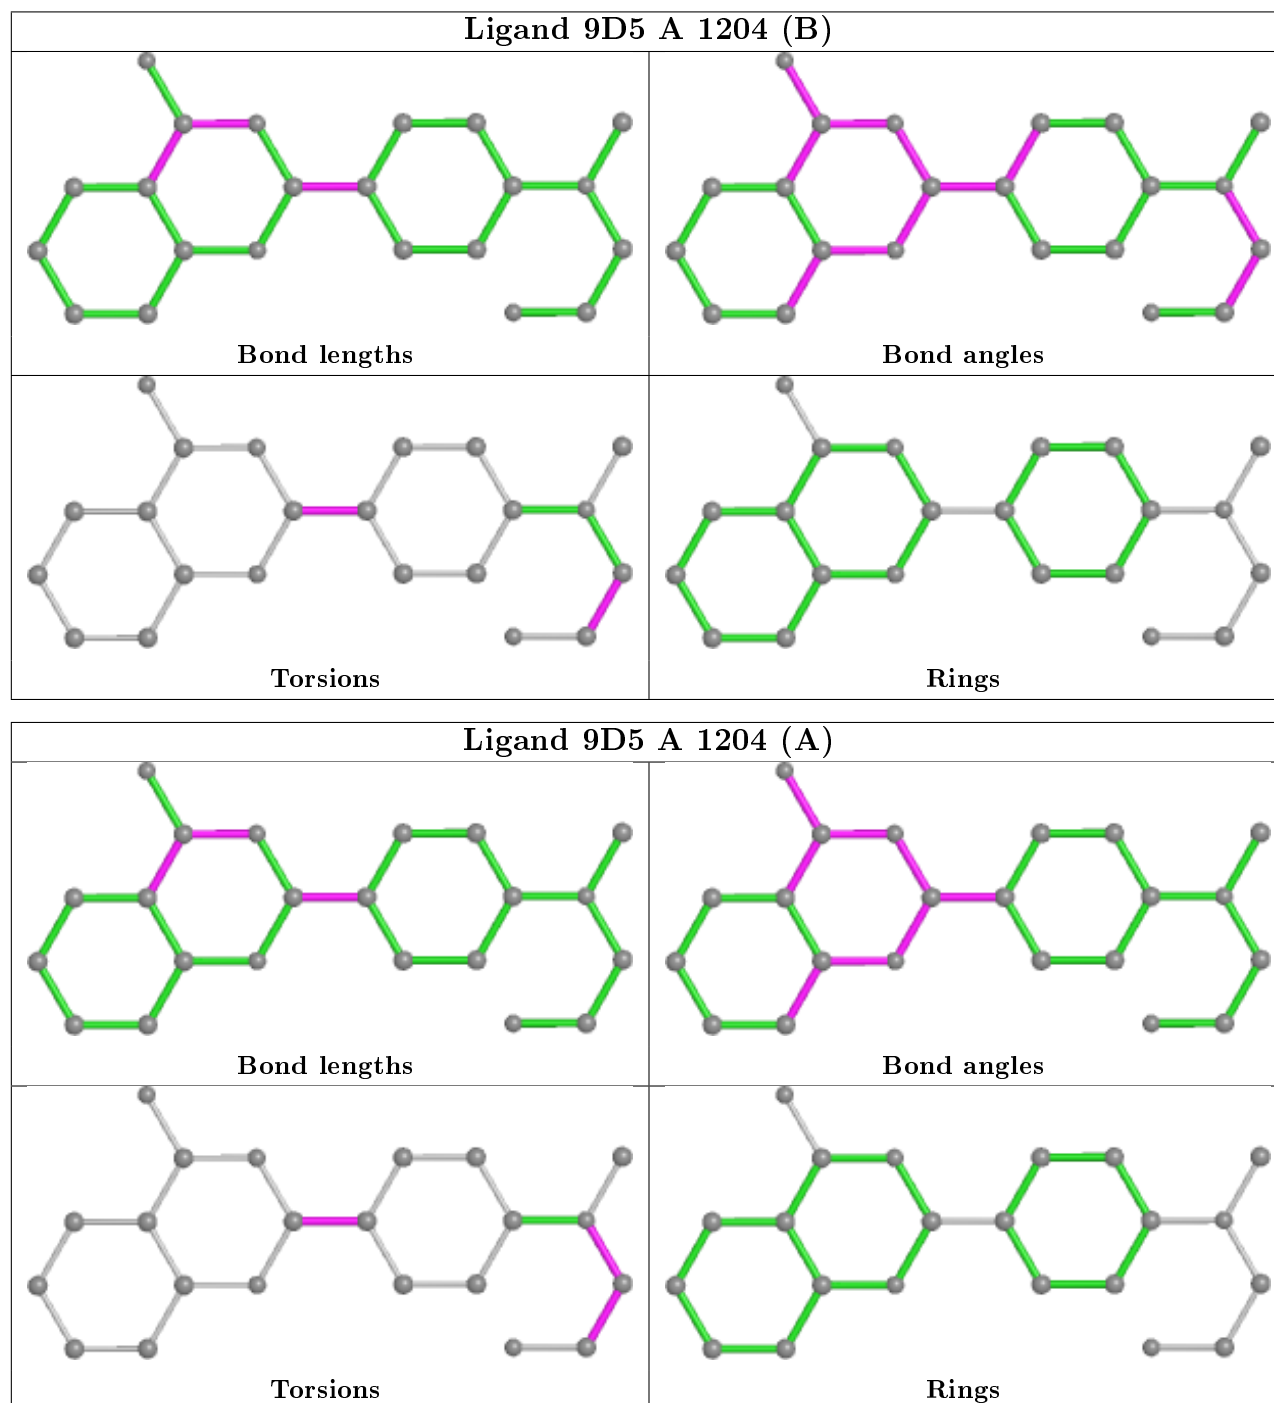 Ligand 9D5 A 1204 (B)
Bond lengths
Bond angles
Torsions
Rings
Ligand 9D5 A 1204 (A)
Bond lengths
Bond angles
Torsions
Rings